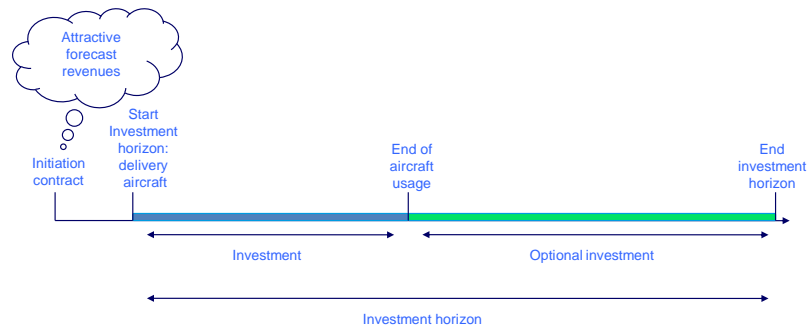 Attractive
forecast
revenues
Initiation
contract
Start
Investment
horizon:
delivery
aircraft
End of
aircraft
usage
End
investment
horizon
Investment
Optional investment
Investment horizon